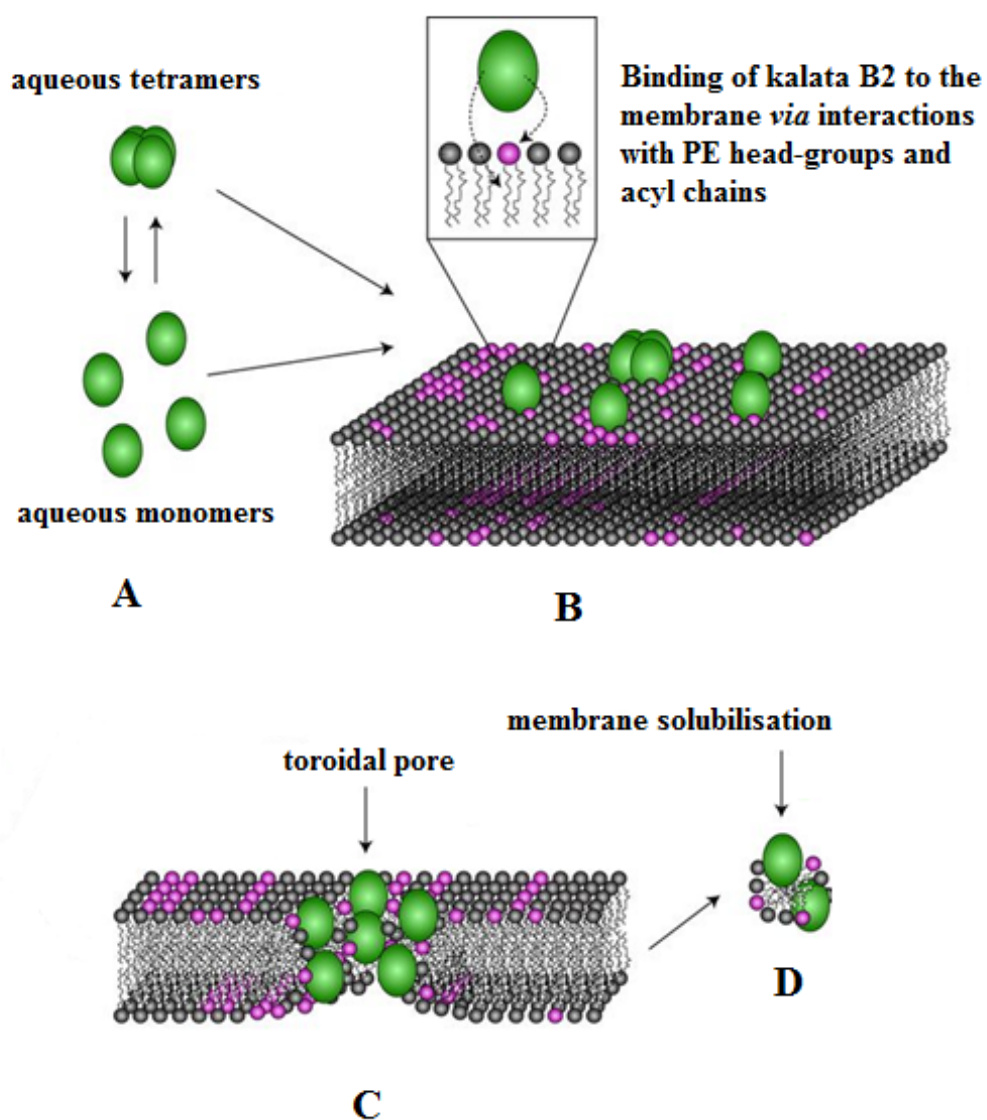 aqueous tetramers
Binding of kalata B2 to the
membrane via interactions
with PE head-groups and
acyl chains
aqueous monomers
A
B
membrane solubilisation
toroidal pore
D
C